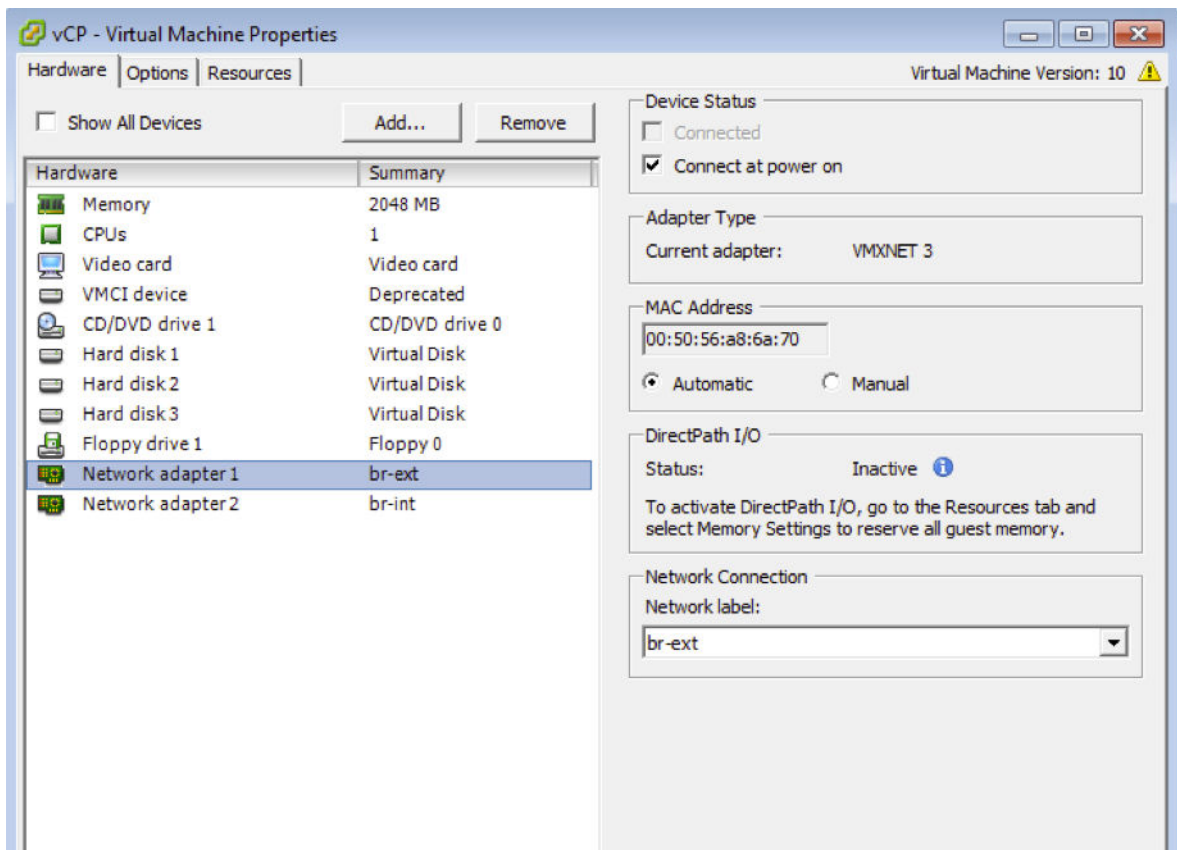 vCP - Virtual Machine Properties
Hardware Options Resources
Virtual Machine Version: 10
Show All Devices
Add...
Remove
Hardware Summary
Memory 2048 MB
CPUs 1
Video card Video card
VMCI device Deprecated
CD/DVD drive 1 CD/DVD drive 0
Hard disk 1 Virtual Disk
Hard disk 2 Virtual Disk
Hard disk 3 Virtual Disk
Floppy drive 1 Floppy 0
Network adapter 1 br-ext
Network adapter 2 br-int
Device Status
Connected
Connect at power on
Adapter Type
Current adapter: VMXNET 3
MAC Address
00:50:56:a8:6a:70
Automatic Manual
DirectPath I/O
Status: Inactive
To activate DirectPath I/O, go to the Resources tab and
select Memory Settings to reserve all guest memory.
Network Connection
Network label:
br-ext